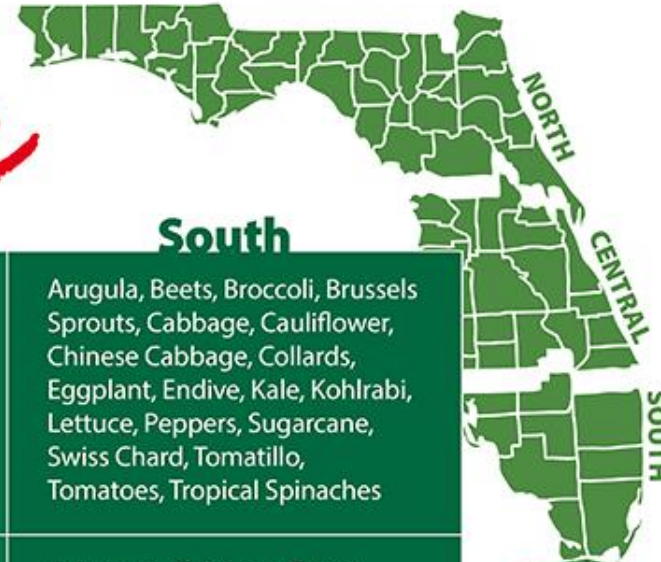 NORTH
South
CENTRAL
Arugula, Beets, Broccoli, Brussels
Sprouts, Cabbage, Cauliflower,
Chinese Cabbage, Collards,
Eggplant, Endive, Kale, Kohlrabi,
Lettuce, Peppers, Sugarcane,
Swiss Chard, Tomatillo,
Tomatoes, Tropical Spinaches
SOUTH